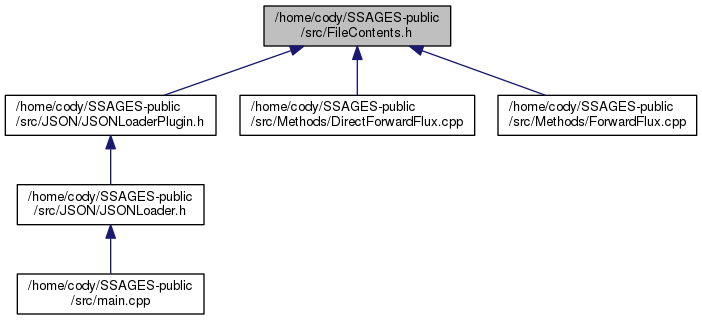 /home/cody/SSAGES-public
/src/FileContents.h
/home/cody/SSAGES-public
/src/JSON/JSONLoaderPlugin.h
/home/cody/SSAGES-public
/src/Methods/DirectForwardFlux.cpp
/home/cody/SSAGES-public
/src/Methods/ForwardFlux.cpp
/home/cody/SSAGES-public
/src/JSON/JSONLoader.h
/home/cody/SSAGES-public
/src/main.cpp